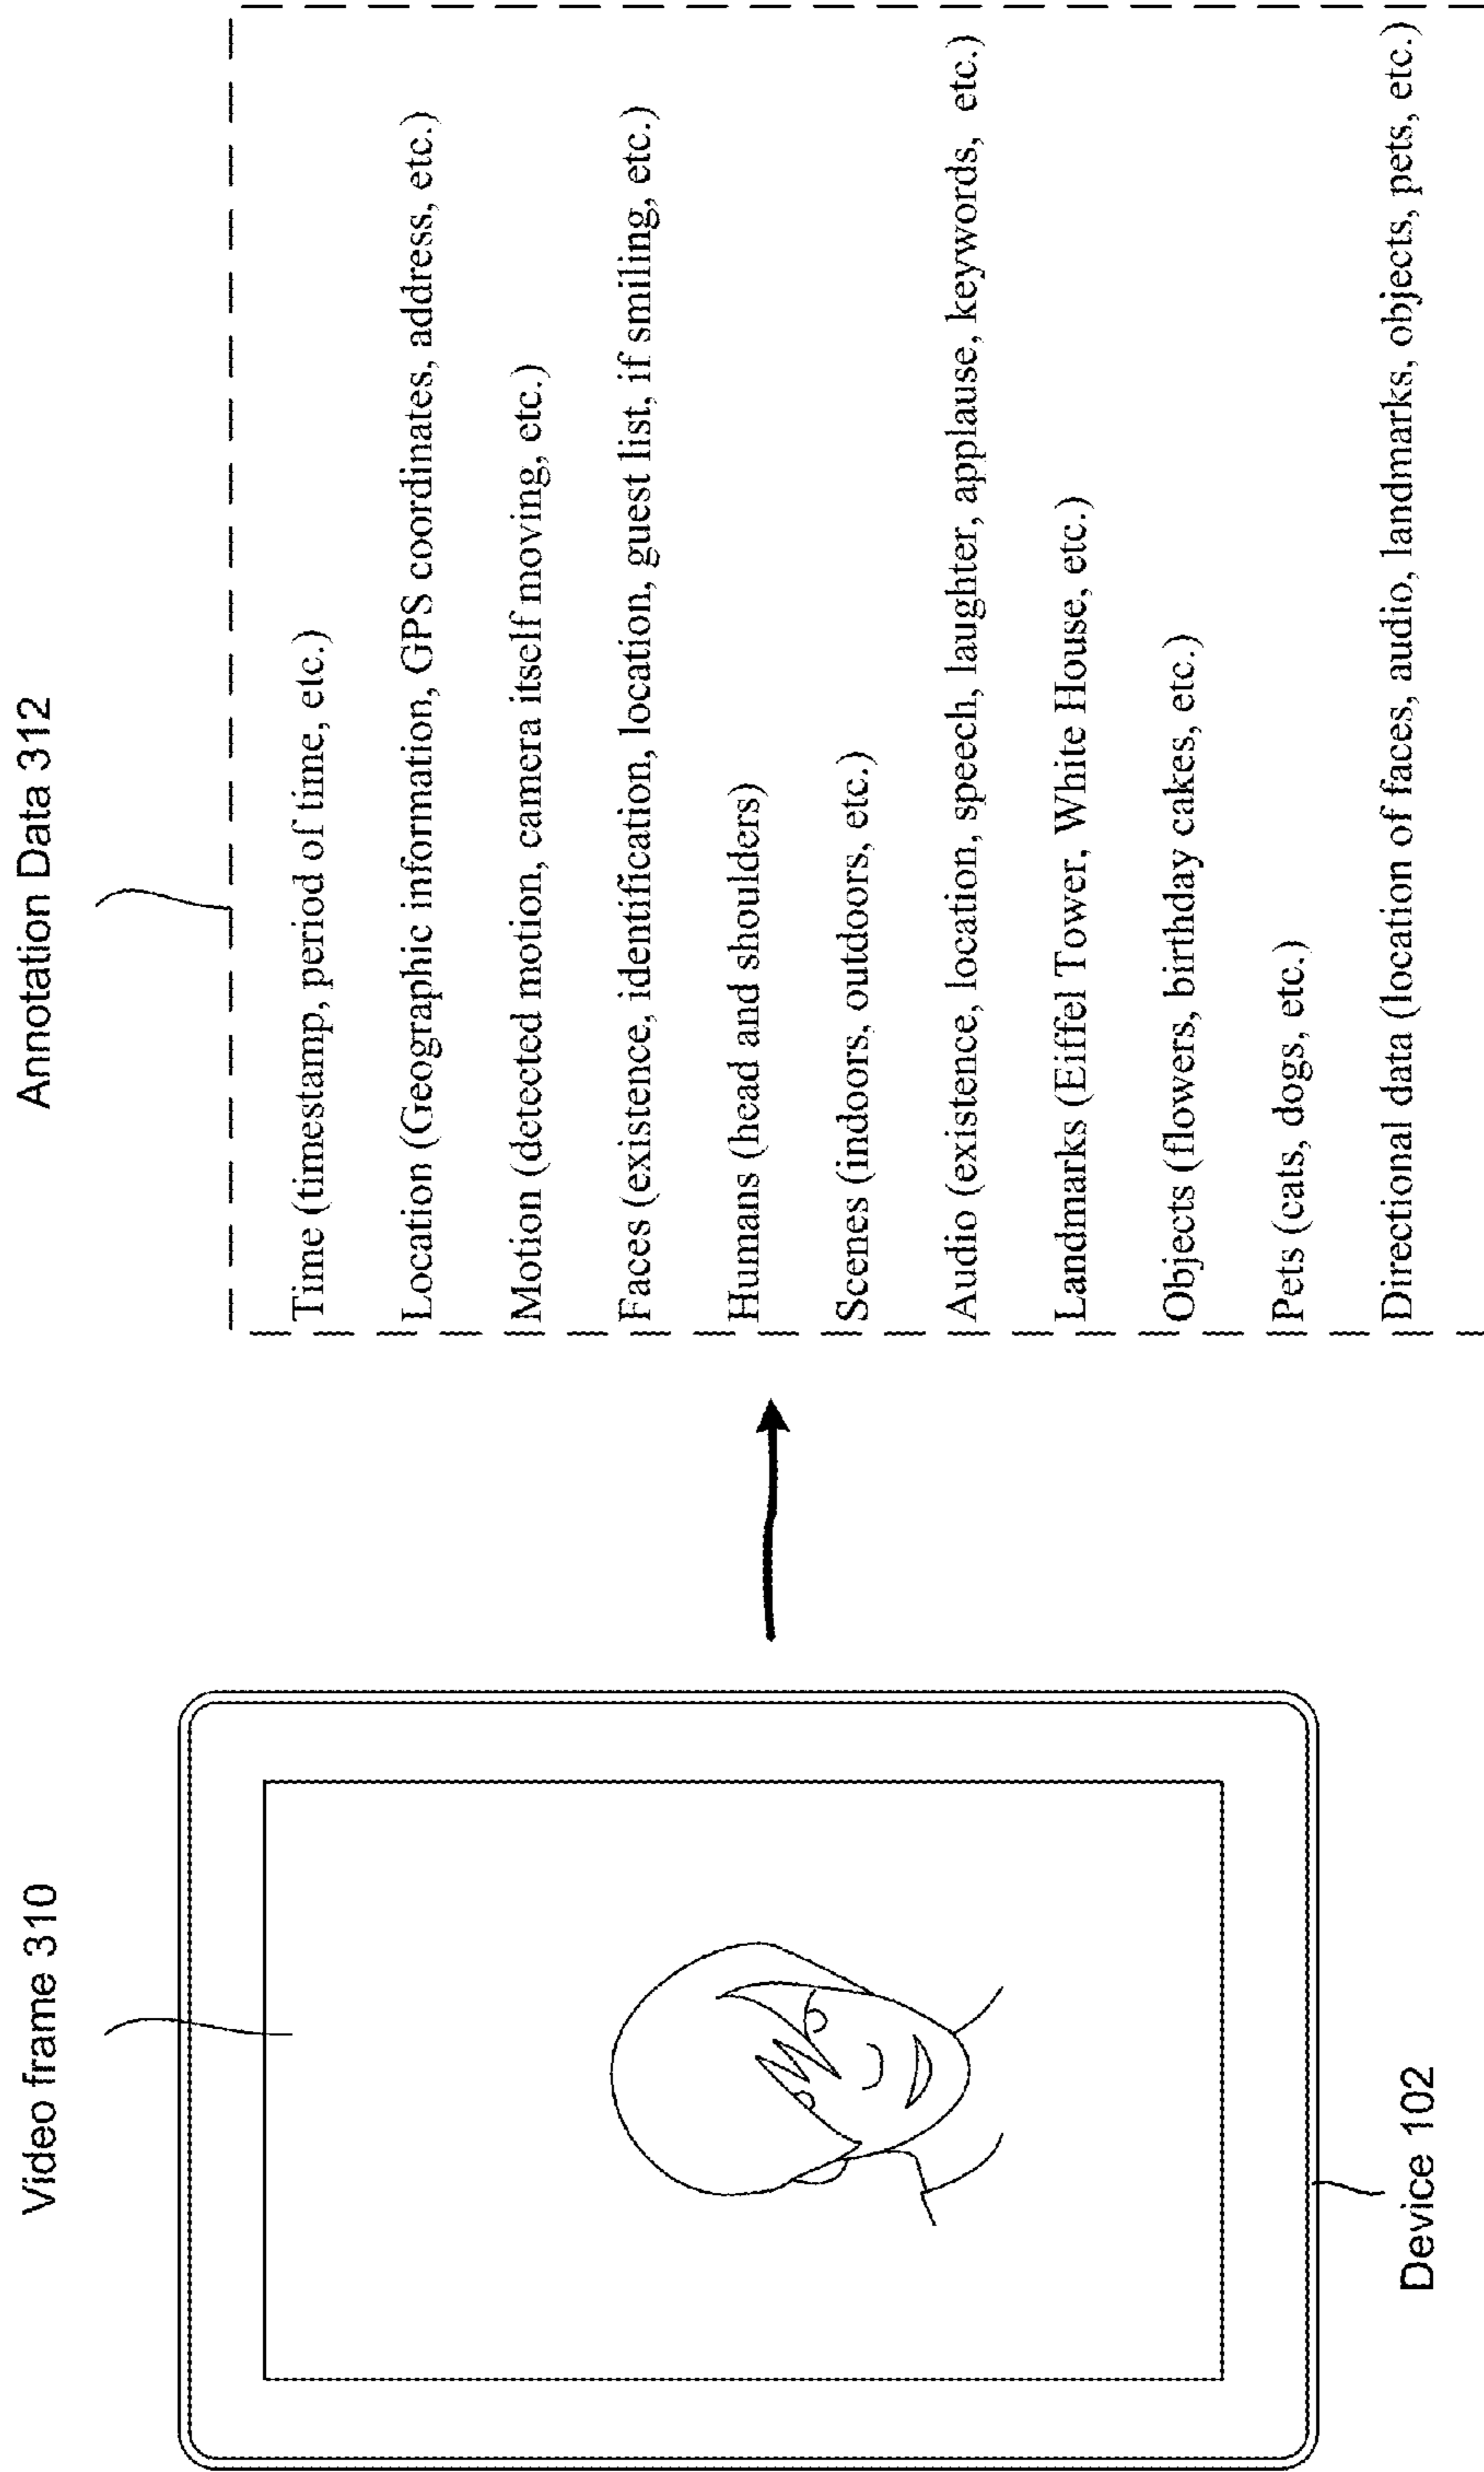 Video frame 310
Device 102
Annotation Data 312
Time (timestamp, period of time, etc.)
Location (Geographic information, GPS coordinates, address, etc.)
Motion (detected motion, camera itself moving, etc.)
Faces (existence, identification, location, guest list, if smiling, etc.)
Humans (head and shoulders)
Scenes (indoors, outdoors, etc.)
Audio (existence, location, speech, laughter, applause, keywords, etc.)
Landmarks (Eiffel Tower, White House, etc.)
Objects (flowers, birthday cakes, etc.)
Pets (cats, dogs, etc.)
Directional data (location of faces, audio, landmarks, objects, pets, etc.)